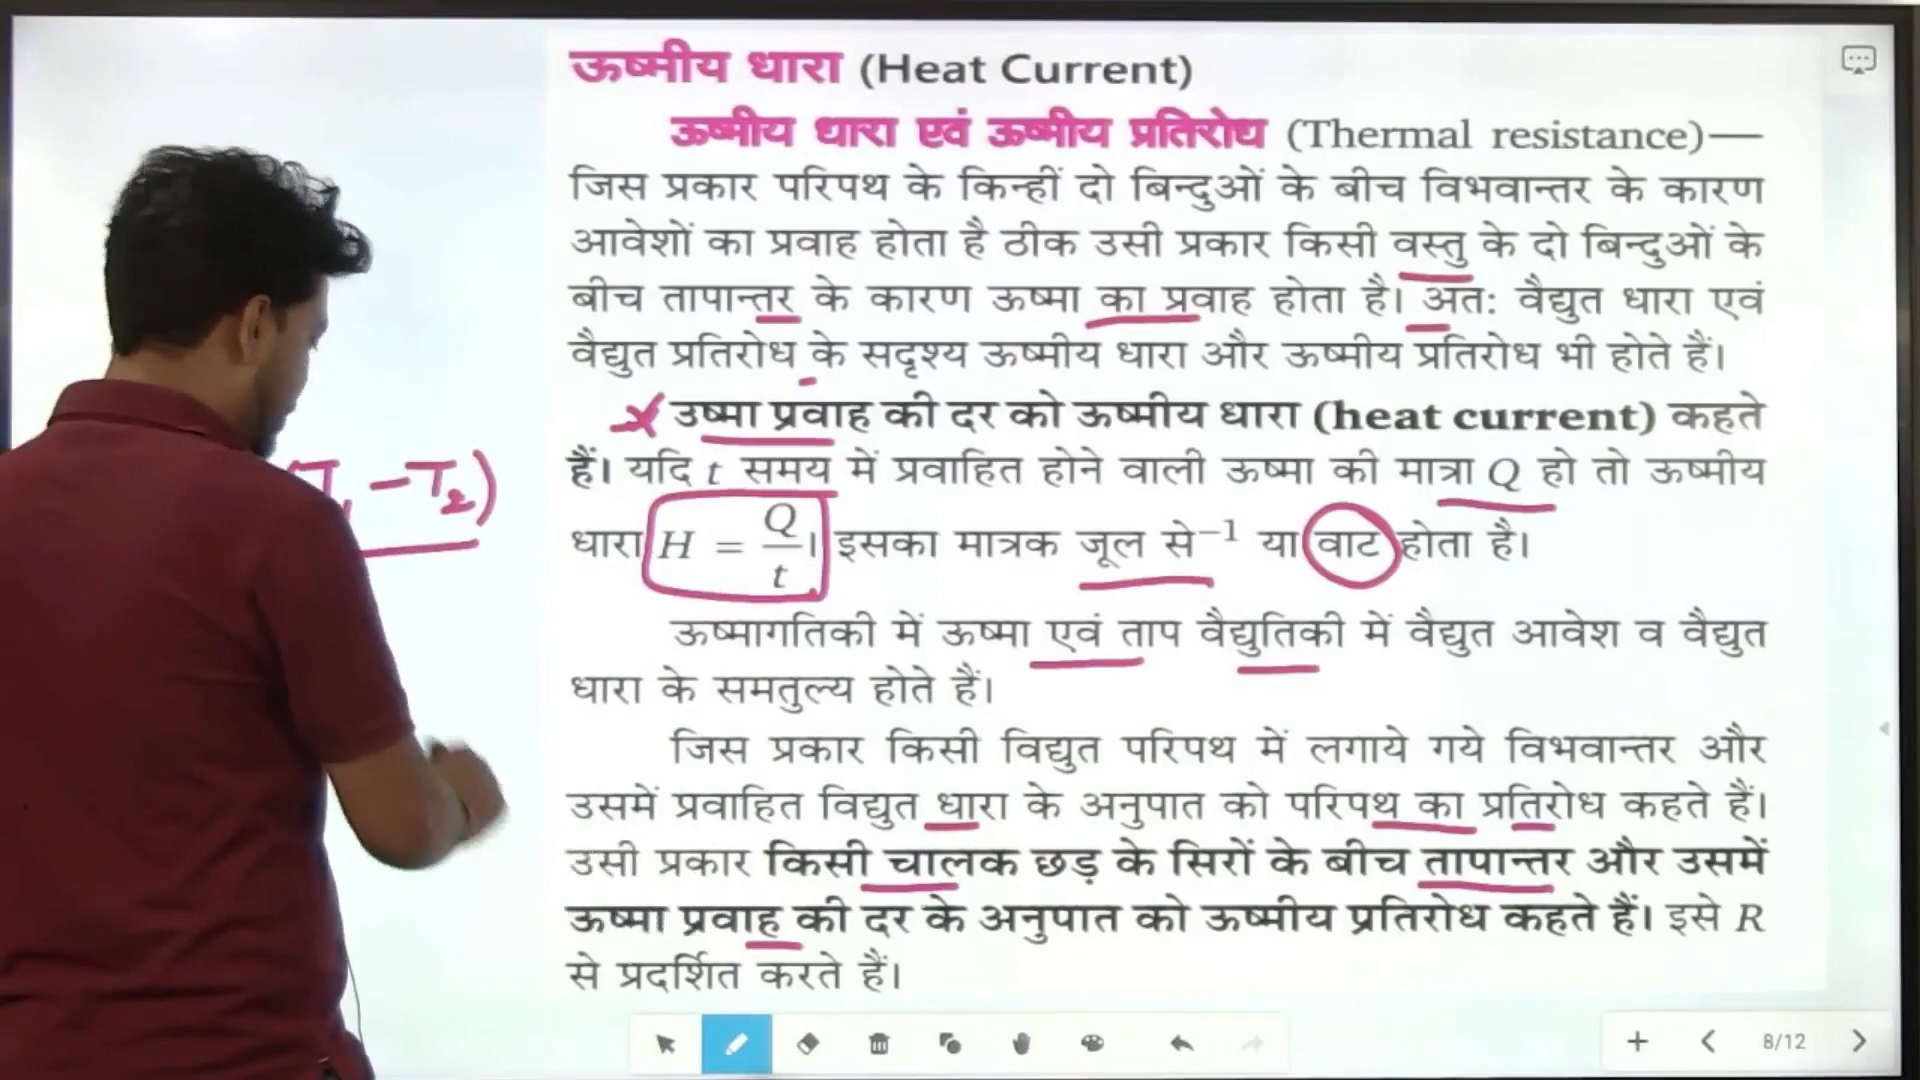 ऊष्मीय धारा (Heat Current)
ऊष्मीय धारा एवं ऊष्मीय प्रतिरोध (Thermal resistance)—
जिस प्रकार परिपथ के किन्हीं दो बिन्दुओं के बीच विभवान्तर के कारण
आवेशों का प्रवाह होता है ठीक उसी प्रकार किसी वस्तु के दो बिन्दुओं के
बीच तापान्तर के कारण ऊष्मा का प्रवाह होता है। अतः वैद्युत धारा एवं
वैद्युत प्रतिरोध के सदृश्य ऊष्मीय धारा और ऊष्मीय प्रतिरोध भी होते हैं।
उष्मा प्रवाह की दर को ऊष्मीय धारा (heat current) कहते
हैं। यदि t समय में प्रवाहित होने वाली ऊष्मा की मात्रा Q हो तो ऊष्मीय
धारा H = Q/t। इसका मात्रक जूल से⁻¹ या वाट होता है।
(T₁ - T₂)
ऊष्मागतिकी में ऊष्मा एवं ताप वैद्युतिकी में वैद्युत आवेश व वैद्युत
धारा के समतुल्य होते हैं।
जिस प्रकार किसी विद्युत परिपथ में लगाये गये विभवान्तर और
उसमें प्रवाहित विद्युत धारा के अनुपात को परिपथ का प्रतिरोध कहते हैं।
उसी प्रकार किसी चालक छड़ के सिरों के बीच तापान्तर और उसमें
ऊष्मा प्रवाह की दर के अनुपात को ऊष्मीय प्रतिरोध कहते हैं। इसे R
से प्रदर्शित करते हैं।
8/12